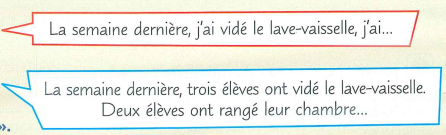 La semaine dernière, j'ai vidé le lave-vaisselle, j'ai...
La semaine dernière, trois élèves ont vidé le lave-vaisselle.
Deux élèves ont rangé leur chambre...
».